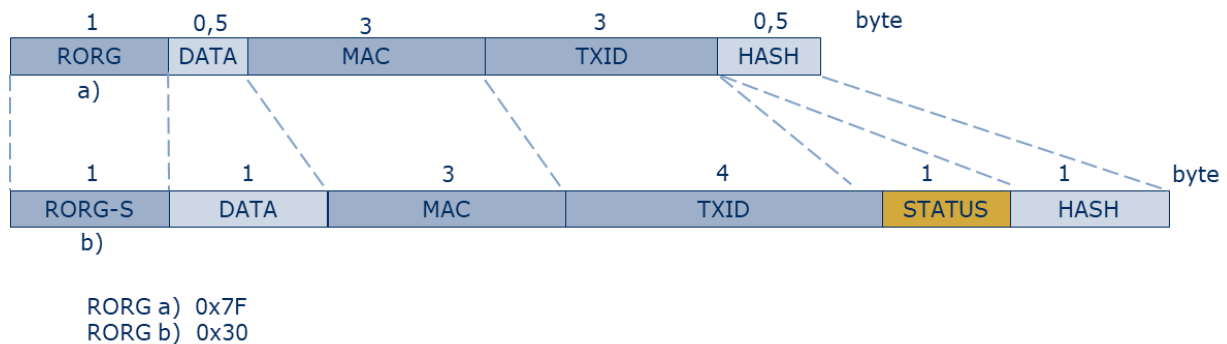 1 0,5 3 3 0,5 byte
RORG DATA MAC TXID HASH
a)
1 1 3 4 1 1 byte
RORG-S DATA MAC TXID STATUS HASH
b)
RORG a) 0x7F
RORG b) 0x30